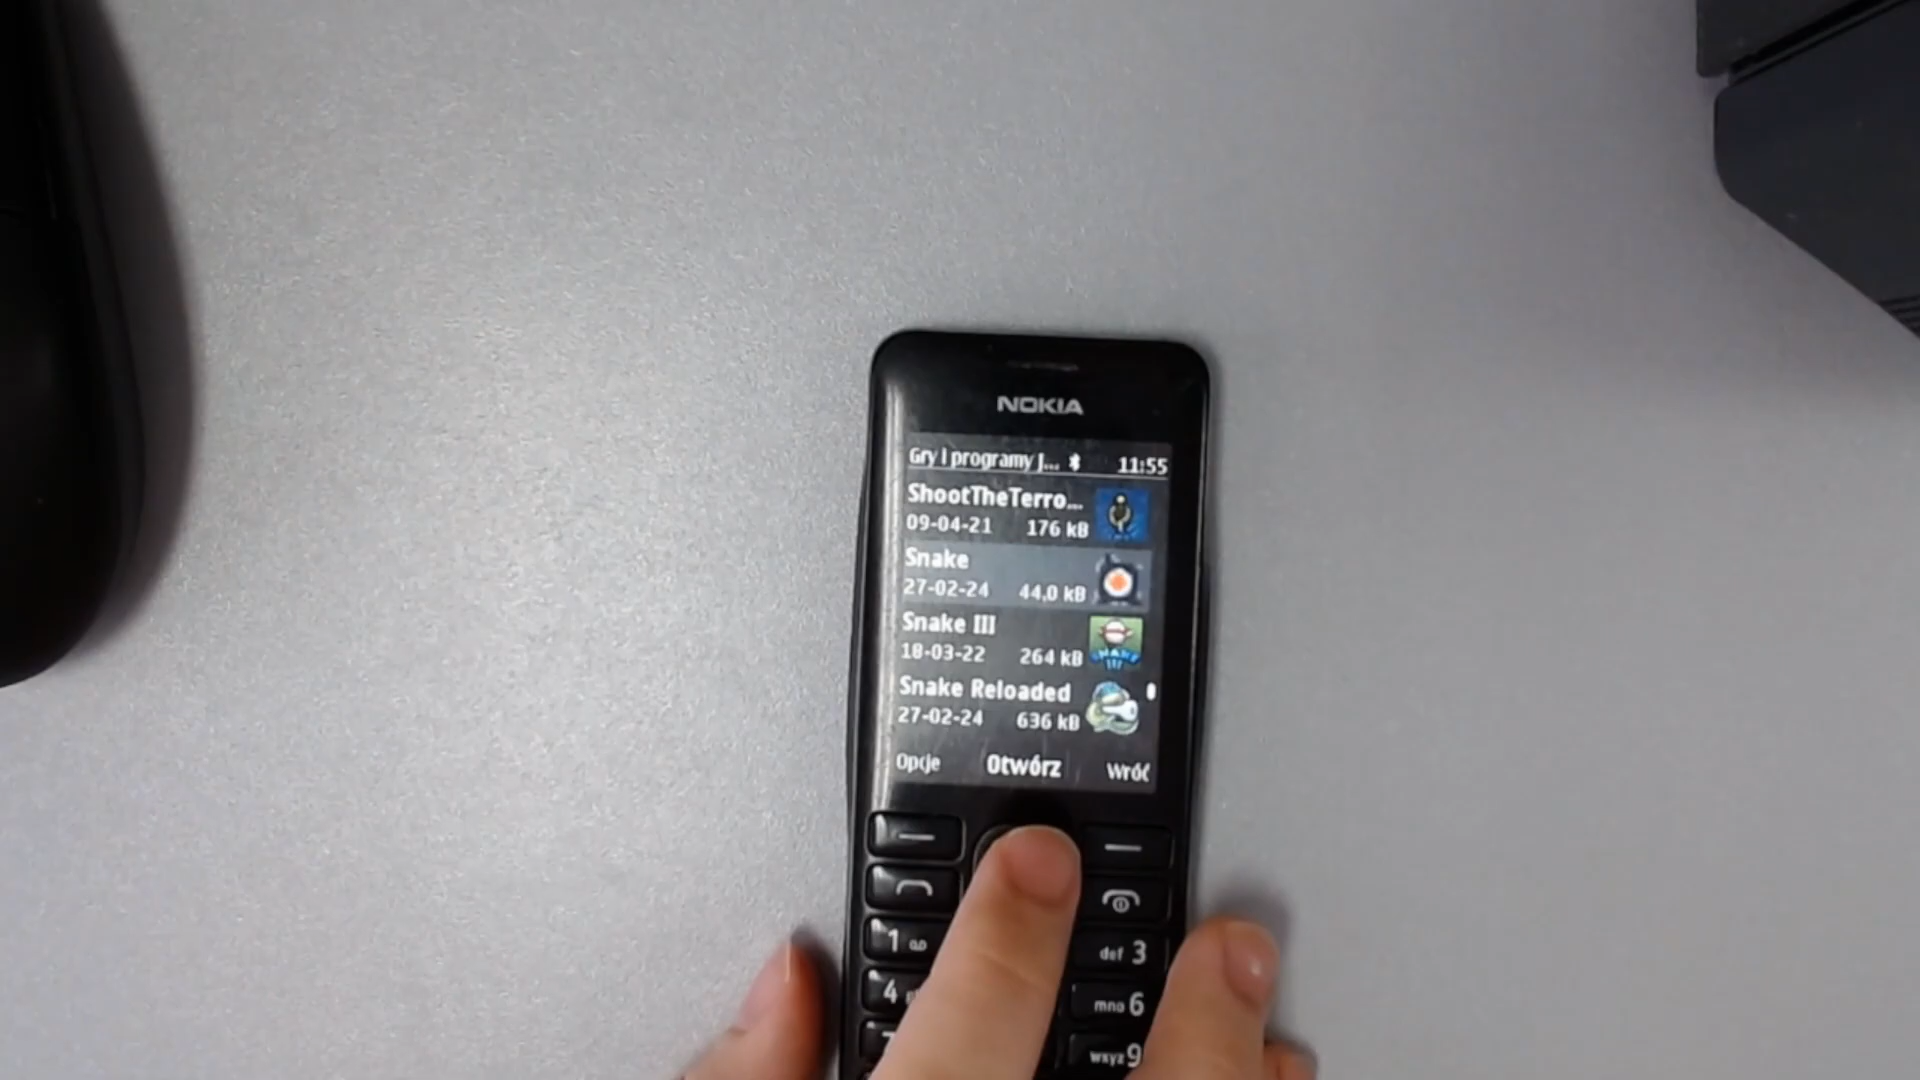 NOKIA
Gry i programy J... 11:55
ShootTheTerro...
09-04-21 176 kB
Snake
27-02-24 44,0 kB
Snake III
18-03-22 264 kB
Snake Reloaded
27-02-24 636 kB
Opcje Otwórz Wróć
1 def 3
4 mno 6
wxyz 9